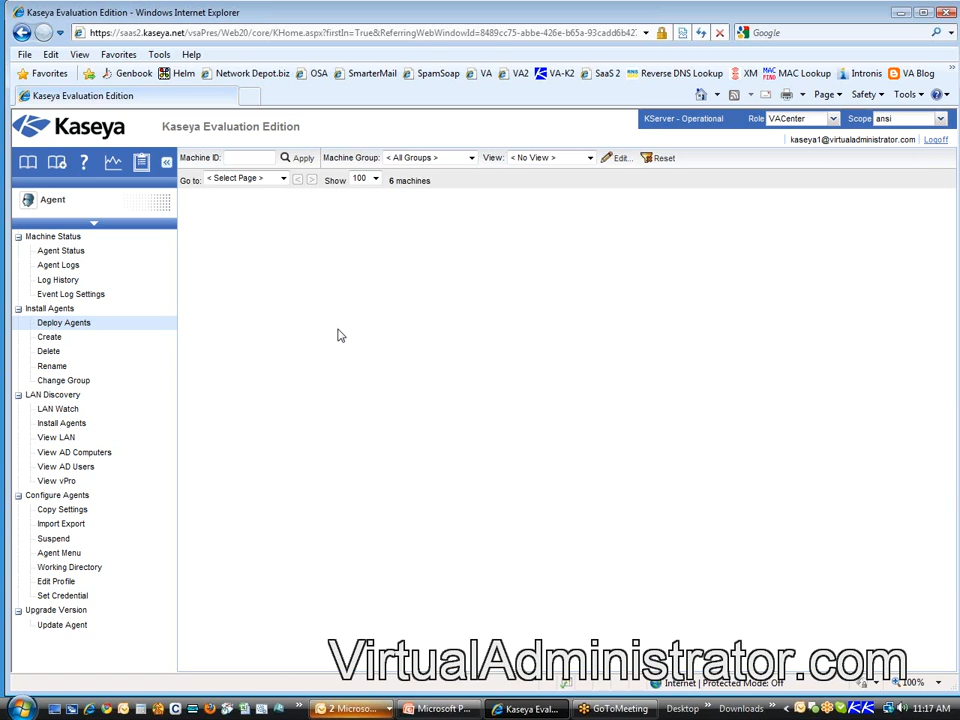 Kaseya Evaluation Edition - Windows Internet Explorer
https://saas2.kaseya.net/vsaPres/Web20/core/KHome.aspx?firstIn=True&ReferringWebWindowId=8489cc75-abbe-426e-b65a-93cadd6b427
Google
File Edit View Favorites Tools Help
Favorites Genbook Helm Network Depot.biz OSA SmarterMail SpamSoap VA VA2 VA-K2 SaaS 2 Reverse DNS Lookup XM MAC FIND MAC Lookup Intronis VA Blog
Kaseya Evaluation Edition
Page Safety Tools
Kaseya Kaseya Evaluation Edition KServer - Operational Role VACenter Scope ansi
kaseya1@virtualadministrator.com Logoff
Machine ID: Apply Machine Group: < All Groups > View: < No View > Edit... Reset
Go to: < Select Page > < > Show 100 6 machines
Agent
Machine Status
Agent Status
Agent Logs
Log History
Event Log Settings
Install Agents
Deploy Agents
Create
Delete
Rename
Change Group
LAN Discovery
LAN Watch
Install Agents
View LAN
View AD Computers
View AD Users
View vPro
Configure Agents
Copy Settings
Import Export
Suspend
Agent Menu
Working Directory
Edit Profile
Set Credential
Upgrade Version
Update Agent
VirtualAdministrator.com
Internet | Protected Mode: Off 100%
2 Microso... Microsoft P... Kaseya Eval... GoToMeeting Desktop Downloads 11:17 AM